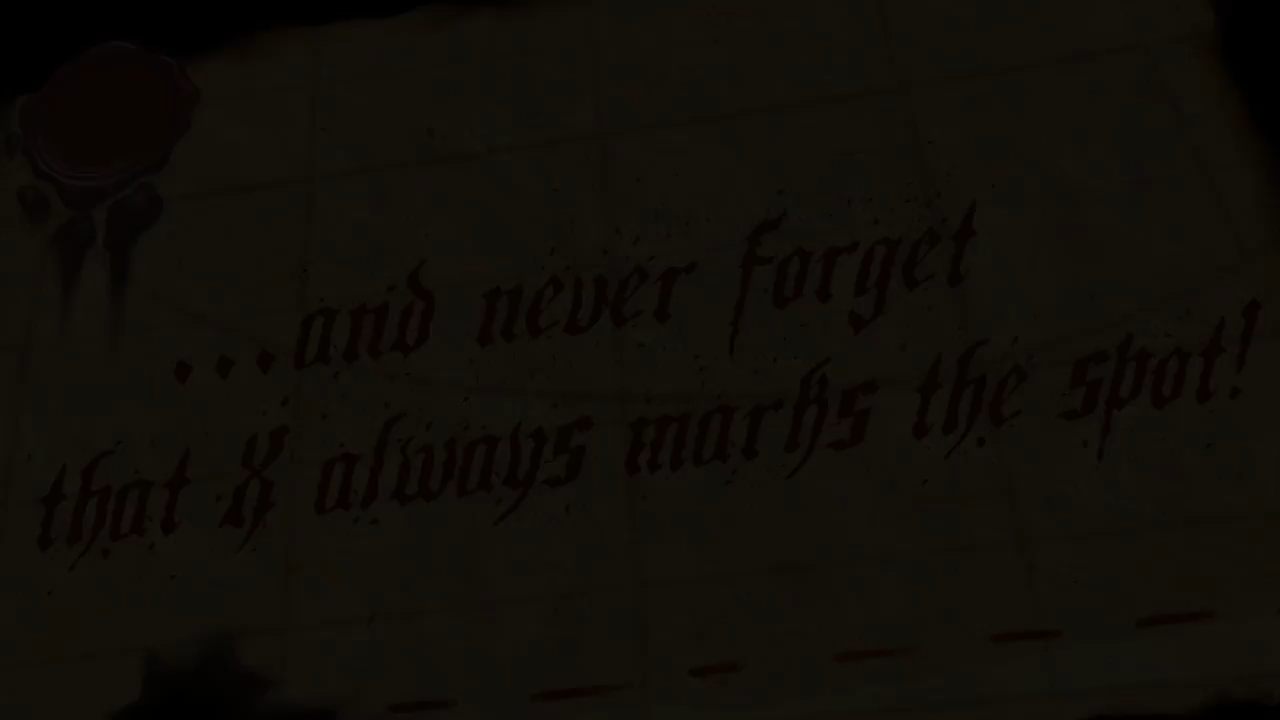 ...and never forget
that X always marks the spot!